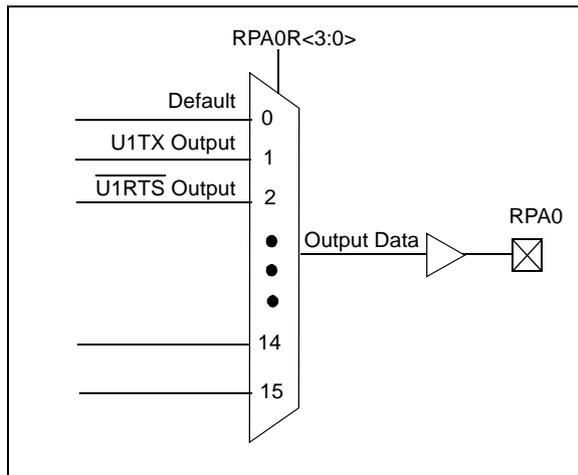 RPA0R<3:0>
Default
0
U1TX Output
1
U1RTS Output
2
RPA0
Output Data
14
15